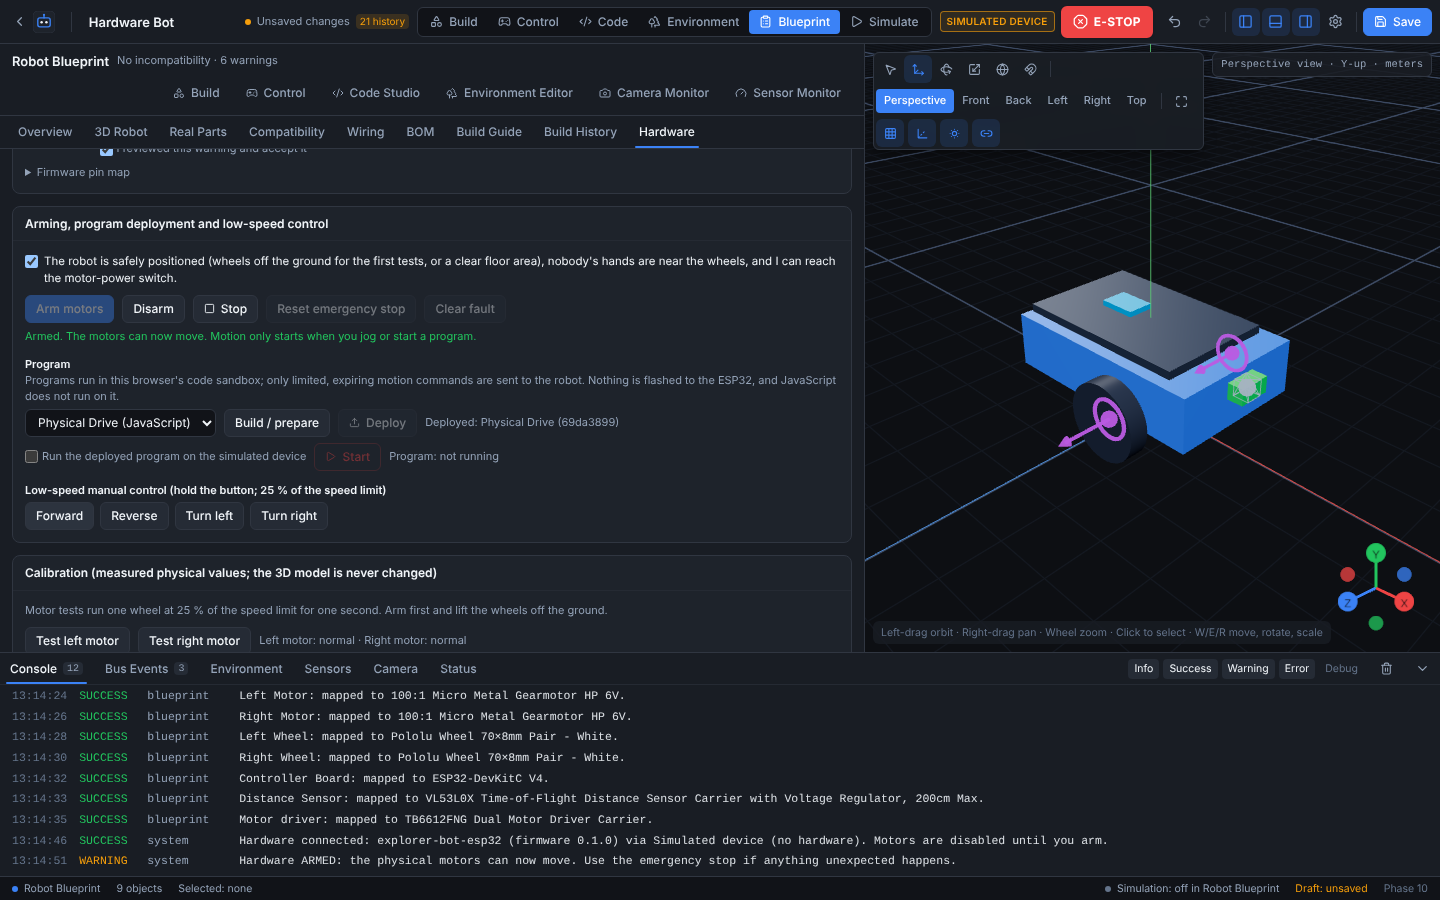 Hardware Bot
Unsaved changes 21 history
Build Control Code Environment Blueprint Simulate
SIMULATED DEVICE
E-STOP
Save
Robot Blueprint No incompatibility · 6 warnings
Build Control Code Studio Environment Editor Camera Monitor Sensor Monitor
Overview 3D Robot Real Parts Compatibility Wiring BOM Build Guide Build History Hardware
I reviewed this warning and accept it
Firmware pin map
Arming, program deployment and low-speed control
The robot is safely positioned (wheels off the ground for the first tests, or a clear floor area), nobody's hands are near the wheels, and I can reach
the motor-power switch.
Arm motors Disarm Stop Reset emergency stop Clear fault
Armed. The motors can now move. Motion only starts when you jog or start a program.
Program
Programs run in this browser's code sandbox; only limited, expiring motion commands are sent to the robot. Nothing is flashed to the ESP32, and JavaScript
does not run on it.
Physical Drive (JavaScript) Build / prepare Deploy Deployed: Physical Drive (69da3899)
Run the deployed program on the simulated device Start Program: not running
Low-speed manual control (hold the button; 25 % of the speed limit)
Forward Reverse Turn left Turn right
Calibration (measured physical values; the 3D model is never changed)
Motor tests run one wheel at 25 % of the speed limit for one second. Arm first and lift the wheels off the ground.
Test left motor Test right motor Left motor: normal · Right motor: normal
Perspective view · Y-up · meters
Perspective Front Back Left Right Top
Y
Z
X
Left-drag orbit · Right-drag pan · Wheel zoom · Click to select · W/E/R move, rotate, scale
Console 12 Bus Events 3 Environment Sensors Camera Status
Info Success Warning Error Debug
13:14:24 SUCCESS blueprint Left Motor: mapped to 100:1 Micro Metal Gearmotor HP 6V.
13:14:26 SUCCESS blueprint Right Motor: mapped to 100:1 Micro Metal Gearmotor HP 6V.
13:14:28 SUCCESS blueprint Left Wheel: mapped to Pololu Wheel 70×8mm Pair - White.
13:14:30 SUCCESS blueprint Right Wheel: mapped to Pololu Wheel 70×8mm Pair - White.
13:14:32 SUCCESS blueprint Controller Board: mapped to ESP32-DevKitC V4.
13:14:33 SUCCESS blueprint Distance Sensor: mapped to VL53L0X Time-of-Flight Distance Sensor Carrier with Voltage Regulator, 200cm Max.
13:14:35 SUCCESS blueprint Motor driver: mapped to TB6612FNG Dual Motor Driver Carrier.
13:14:46 SUCCESS system Hardware connected: explorer-bot-esp32 (firmware 0.1.0) via Simulated device (no hardware). Motors are disabled until you arm.
13:14:51 WARNING system Hardware ARMED: the physical motors can now move. Use the emergency stop if anything unexpected happens.
Robot Blueprint 9 objects Selected: none
Simulation: off in Robot Blueprint Draft: unsaved Phase 10